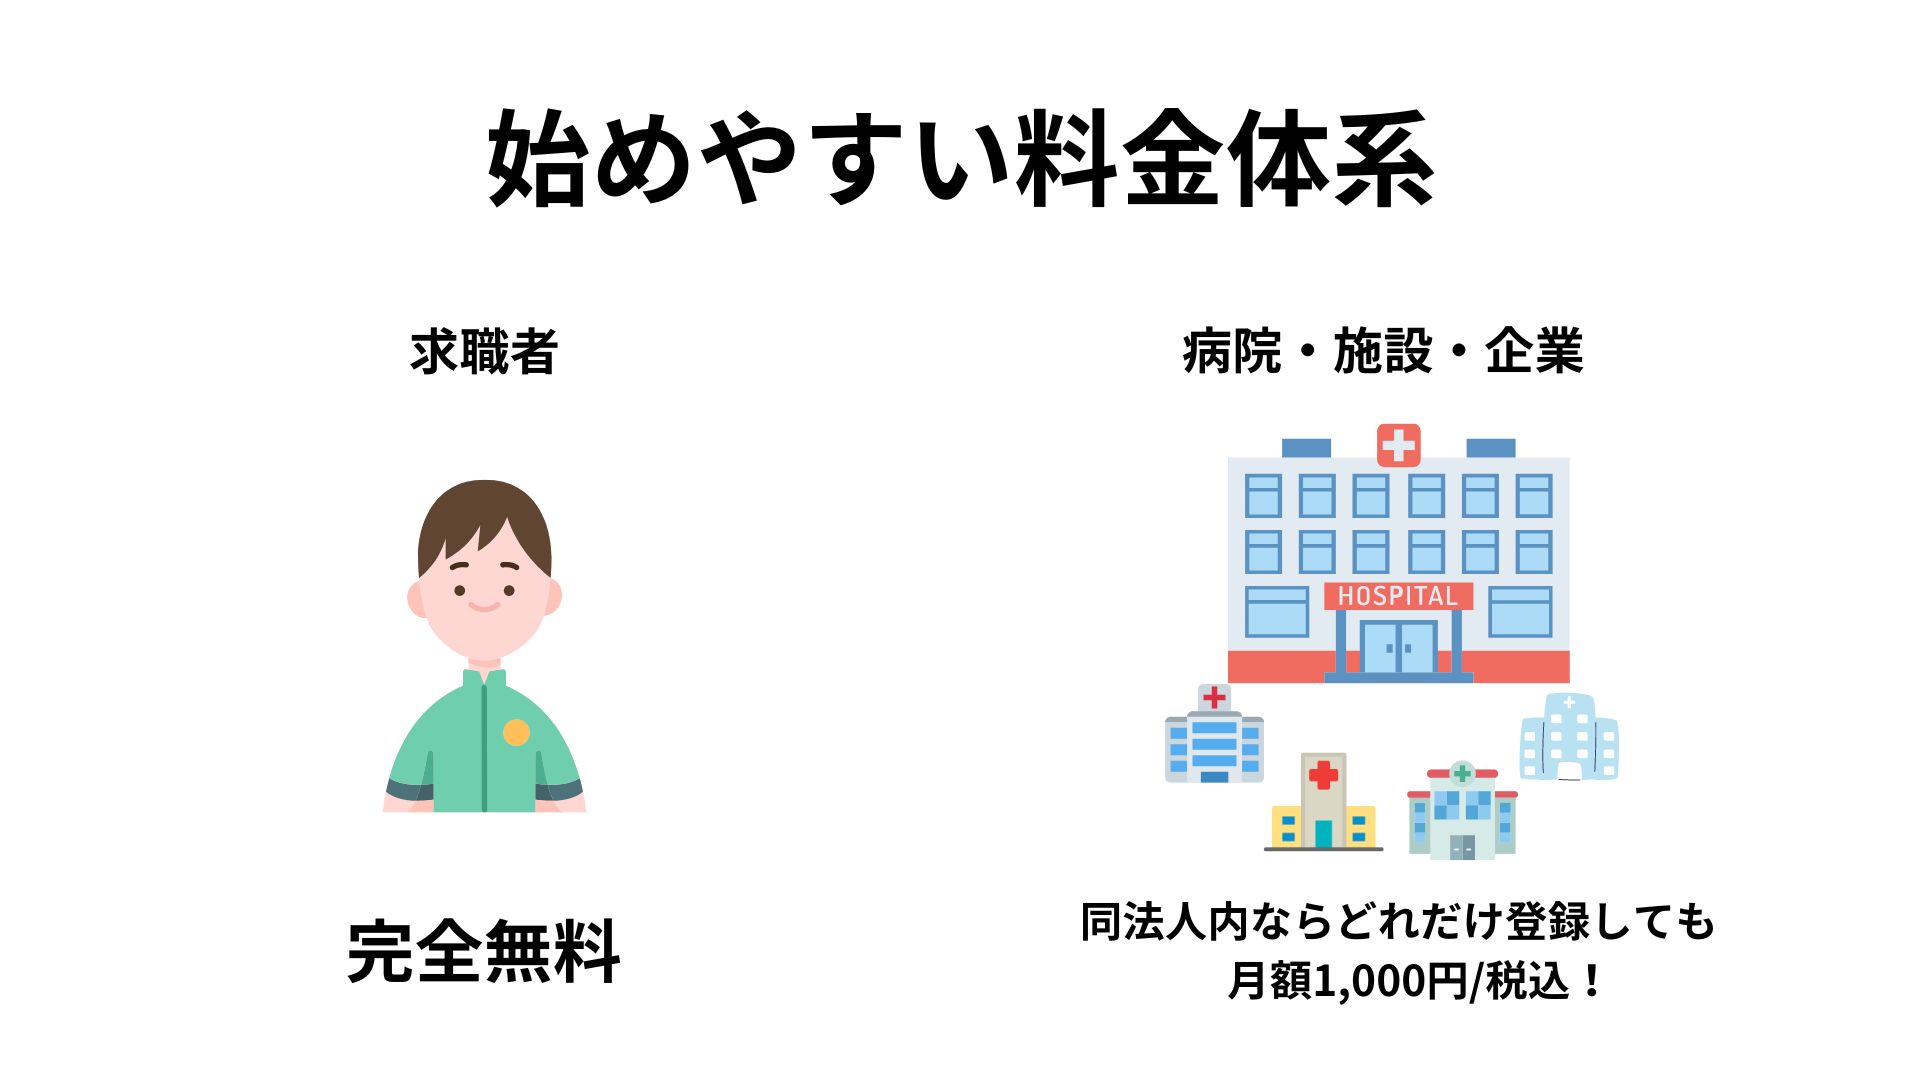 始めやすい料金体系
求職者
病院・施設・企業
HOSPITAL
完全無料
同法人内ならどれだけ登録しても
月額1,000円/税込！